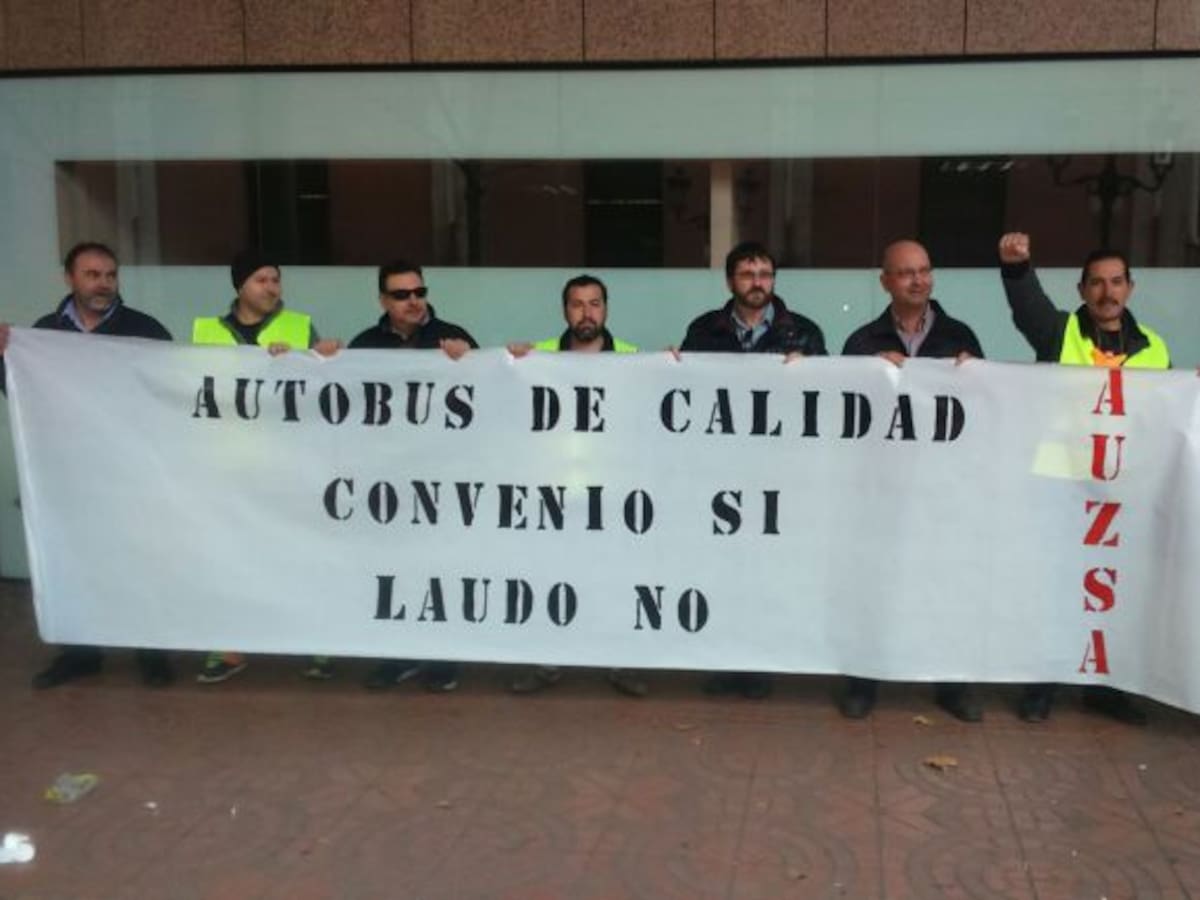 AUTOBUS DE CALIDAD
CONVENIO SI
LAUDO NO
AUZSA